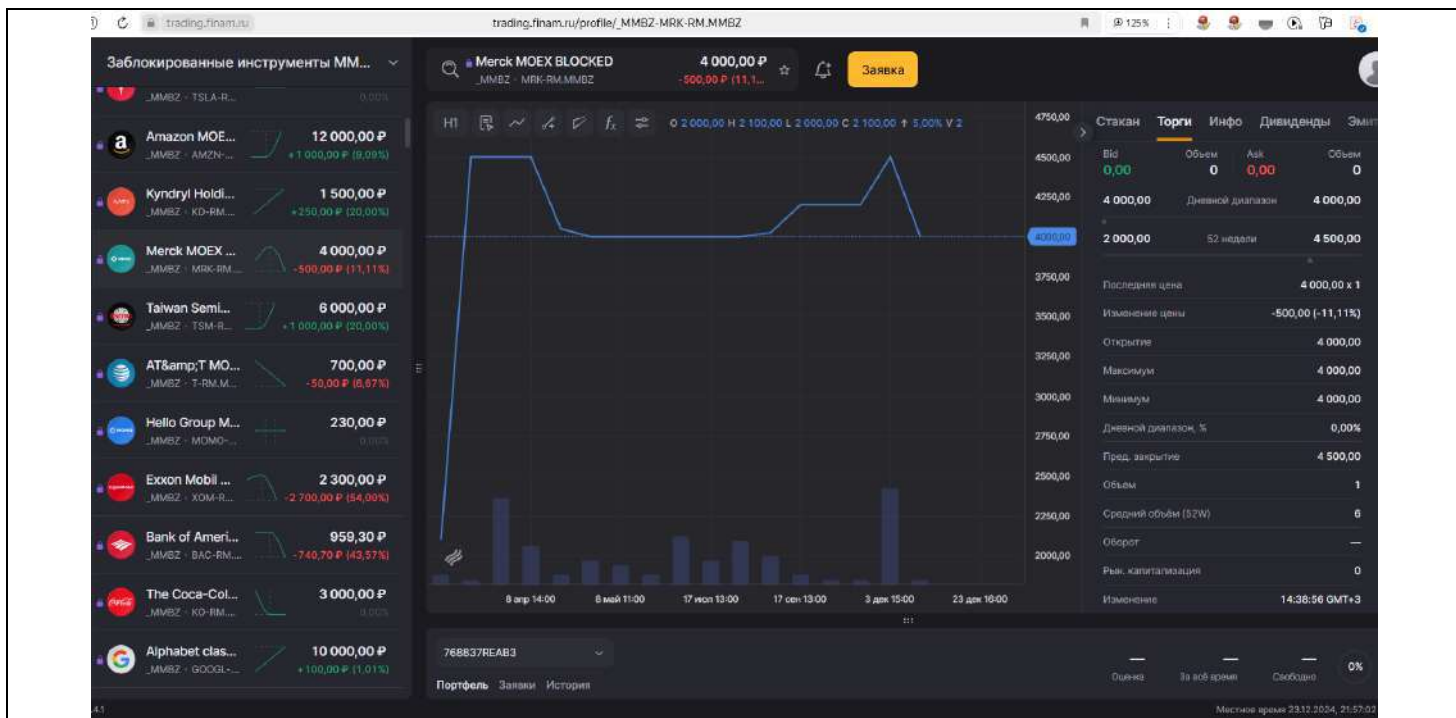 trading.finam.ru
trading.finam.ru/profile/_MMBZ-MRK-RM.MMBZ
125%
Заблокированные инструменты ММ...
Merck MOEX BLOCKED
_MMBZ · MRK-RM.MMBZ
4 000,00 ₽
-500,00 ₽ (11,1...
Заявка
_MMBZ · TSLA-R...
0,00%
Amazon MOE...
12 000,00 ₽
_MMBZ · AMZN-...
+1 000,00 ₽ (9,09%)
Kyndryl Holdi...
1 500,00 ₽
_MMBZ · KD-RM....
+250,00 ₽ (20,00%)
Merck MOEX ...
4 000,00 ₽
_MMBZ · MRK-RM....
-500,00 ₽ (11,11%)
Taiwan Semi...
6 000,00 ₽
_MMBZ · TSM-R...
+1 000,00 ₽ (20,00%)
AT&amp;T MO...
700,00 ₽
_MMBZ · T-RM.M...
-50,00 ₽ (6,67%)
Hello Group M...
230,00 ₽
_MMBZ · MOMO-...
0,00%
Exxon Mobil ...
2 300,00 ₽
_MMBZ · XOM-R...
-2 700,00 ₽ (54,00%)
Bank of Ameri...
959,30 ₽
_MMBZ · BAC-RM....
-740,70 ₽ (43,57%)
The Coca-Col...
3 000,00 ₽
_MMBZ · KO-RM....
0,00%
Alphabet clas...
10 000,00 ₽
_MMBZ · GOOGL-...
+100,00 ₽ (1,01%)
H1
O 2 000,00 H 2 100,00 L 2 000,00 C 2 100,00 ↑ 5,00% V 2
4750,00
4500,00
4250,00
4000,00
3750,00
3500,00
3250,00
3000,00
2750,00
2500,00
2250,00
2000,00
8 апр 14:00 8 май 11:00 17 июл 13:00 17 сен 13:00 3 дек 15:00 23 дек 16:00
Стакан Торги Инфо Дивиденды Эмит
Bid Объем Ask Объем
0,00 0 0,00 0
4 000,00 Дневной диапазон 4 000,00
2 000,00 52 недели 4 500,00
Последняя цена 4 000,00 x 1
Изменение цены -500,00 (-11,11%)
Открытие 4 000,00
Максимум 4 000,00
Минимум 4 000,00
Дневной диапазон, % 0,00%
Пред. закрытие 4 500,00
Объем 1
Средний объём (52W) 6
Оборот —
Рын. капитализация 0
Изменение 14:38:56 GMT+3
768837REAB3
Портфель Заявки История
— — —
Оценка За всё время Свободно
0%
4.1
Местное время 23.12.2024, 21:57:02